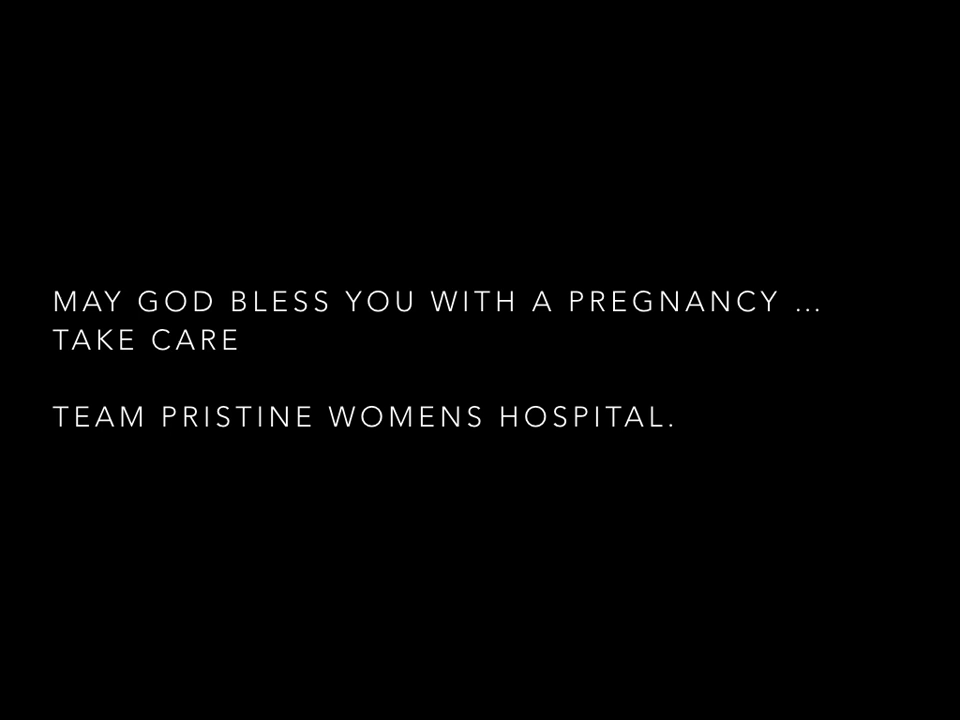 MAY GOD BLESS YOU WITH A PREGNANCY ...
TAKE CARE
TEAM PRISTINE WOMENS HOSPITAL.